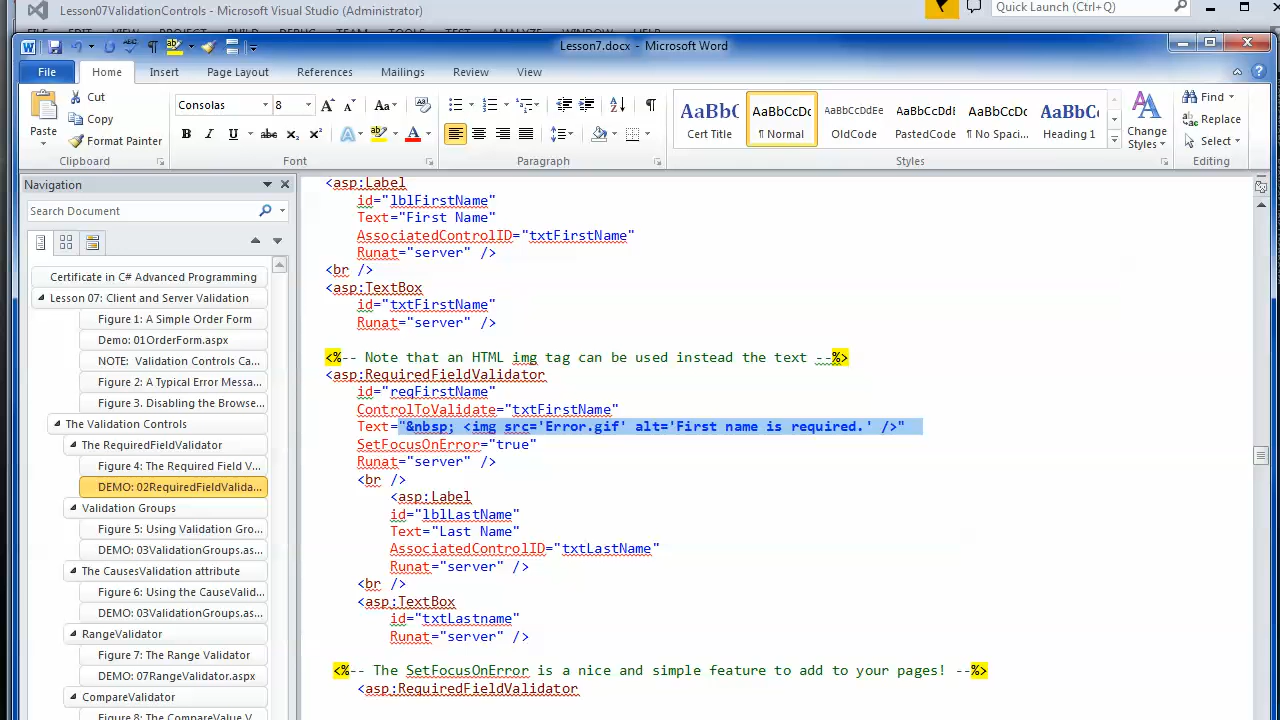 Lesson07ValidationControls - Microsoft Visual Studio (Administrator)
Quick Launch (Ctrl+Q)
Lesson7.docx - Microsoft Word
File Home Insert Page Layout References Mailings Review View
Paste
Cut
Copy
Format Painter
Clipboard
Consolas 8
Font
Paragraph
AaBbC AaBbCcDc AaBbCcDdEe AaBbCcDdI AaBbCcDc AaBbCc
Cert Title ¶ Normal OldCode PastedCode ¶ No Spaci... Heading 1
Styles
Change
Styles
Find
Replace
Select
Editing
Navigation
Search Document
Certificate in C# Advanced Programming
Lesson 07: Client and Server Validation
Figure 1: A Simple Order Form
Demo: 01OrderForm.aspx
NOTE: Validation Controls Ca...
Figure 2: A Typical Error Messa...
Figure 3. Disabling the Browse...
The Validation Controls
The RequiredFieldValidator
Figure 4: The Required Field V...
DEMO: 02RequiredFieldValida...
Validation Groups
Figure 5: Using Validation Gro...
DEMO: 03ValidationGroups.as...
The CausesValidation attribute
Figure 6: Using the CauseValid...
DEMO: 03ValidationGroups.as...
RangeValidator
Figure 7: The Range Validator
DEMO: 07RangeValidator.aspx
CompareValidator
Figure 8: The CompareValue V...
<asp:Label
id="lblFirstName"
Text="First Name"
AssociatedControlID="txtFirstName"
Runat="server" />
<br />
<asp:TextBox
id="txtFirstName"
Runat="server" />
<%-- Note that an HTML img tag can be used instead the text --%>
<asp:RequiredFieldValidator
id="reqFirstName"
ControlToValidate="txtFirstName"
Text="&nbsp; <img src='Error.gif' alt='First name is required.' />"
SetFocusOnError="true"
Runat="server" />
<br />
<asp:Label
id="lblLastName"
Text="Last Name"
AssociatedControlID="txtLastName"
Runat="server" />
<br />
<asp:TextBox
id="txtLastname"
Runat="server" />
<%-- The SetFocusOnError is a nice and simple feature to add to your pages! --%>
<asp:RequiredFieldValidator